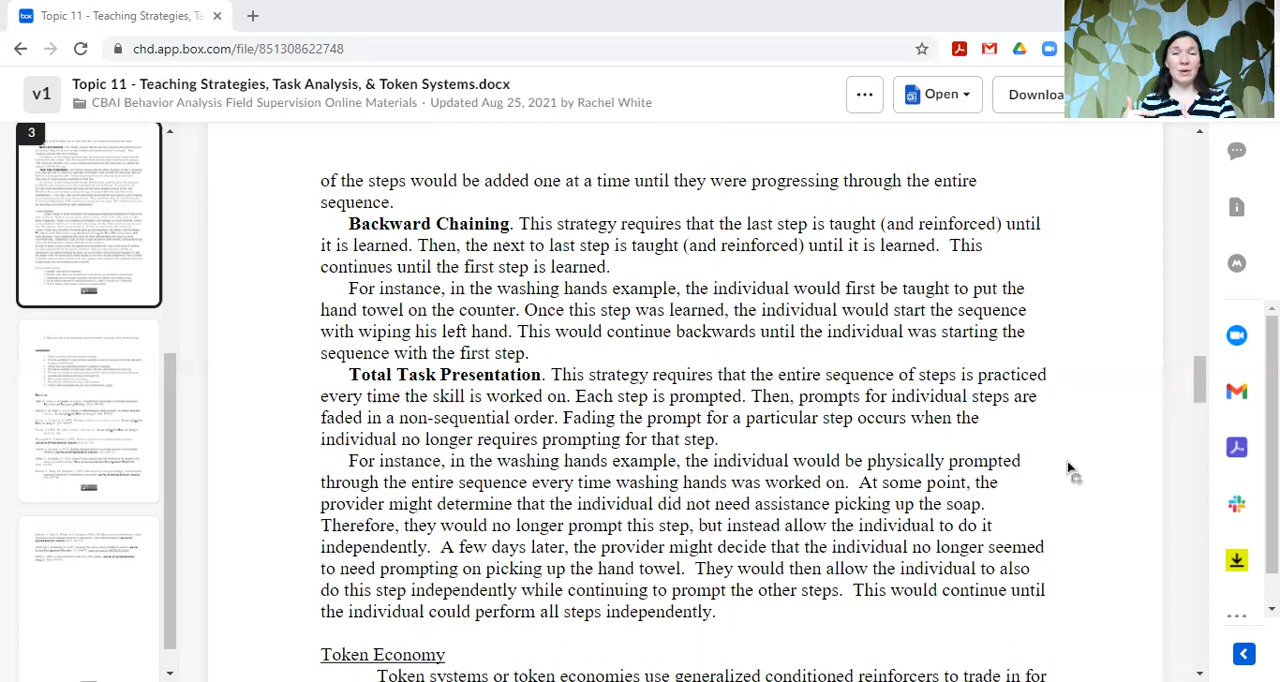 Topic 11 - Teaching Strategies, Ta
chd.app.box.com/file/851308622748
v1
Topic 11 - Teaching Strategies, Task Analysis, & Token Systems.docx
CBAI Behavior Analysis Field Supervision Online Materials · Updated Aug 25, 2021 by Rachel White
Open
Downloa
3
step. Steps would be added one at a time until they were progressing through the entire
sequence.
Backward Chaining. This strategy requires that the last step is taught (and reinforced) until
it is learned. Then, the next to last step is taught (and reinforced) until it is learned. This
continues until the first step is learned.
For instance, in the washing hands example, the individual would first be taught to put the
hand towel on the counter. Once this step was learned, the individual would start the sequence
with wiping his left hand. This would continue backwards until the individual was starting the
sequence with the first step.
Total Task Presentation. This strategy requires that the entire sequence of steps is practiced
every time the skill is worked on. Each step is prompted. Then, prompts for individual steps are
faded as the sequence is learned. Fading the prompt for a particular step occurs when the
individual no longer requires prompting for that step.
For instance, in the washing hands example, the individual would be physically prompted
through the entire sequence every time washing hands was worked on. At some point, the
provider might determine that the individual did not need assistance picking up the soap.
Therefore, they would no longer prompt this step, but instead allow the individual to do it
independently. A few days later, the provider might decide that the individual no longer seemed
to need prompting on picking up the hand towel. They would then allow the individual to also
do this step independently while continuing to prompt the other steps. This would continue until
the individual could perform all steps independently.
Token Economy
Token systems or token economies use generalized conditioned reinforcers to trade in for